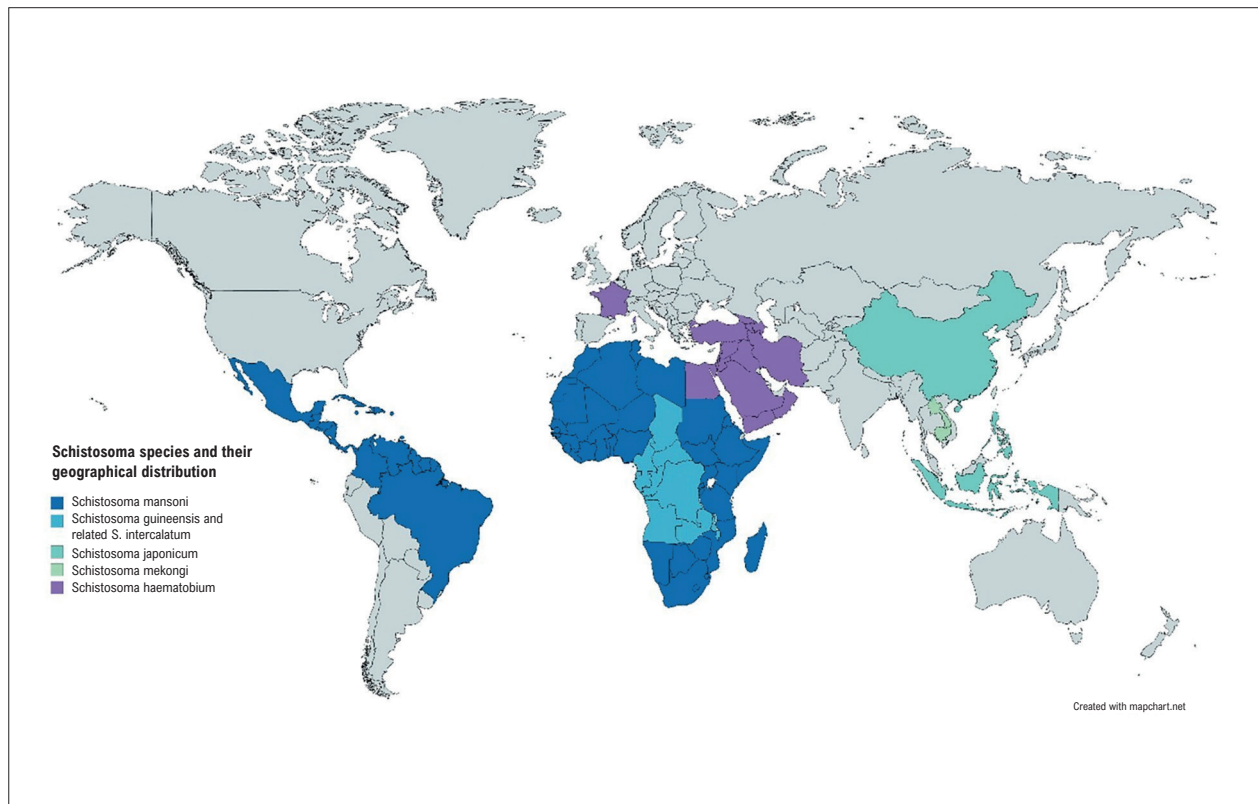 Schistosoma species and their
geographical distribution
Schistosoma mansoni
Schistosoma guineensis and
related S. intercalatum
Schistosoma japonicum
Schistosoma mekongi
Schistosoma haematobium
Created with mapchart.net